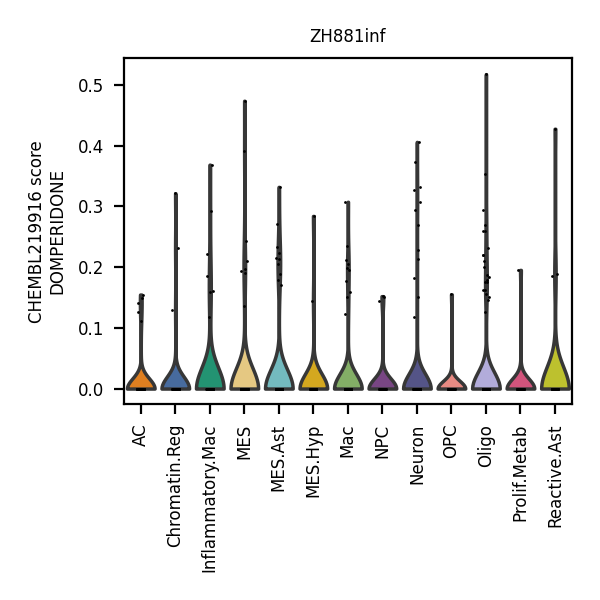 ZH881inf
CHEMBL219916 score
DOMPERIDONE
0.5
0.4
0.3
0.2
0.1
0.0
AC
Chromatin.Reg
Inflammatory.Mac
MES
MES.Ast
MES.Hyp
Mac
NPC
Neuron
OPC
Oligo
Prolif.Metab
Reactive.Ast